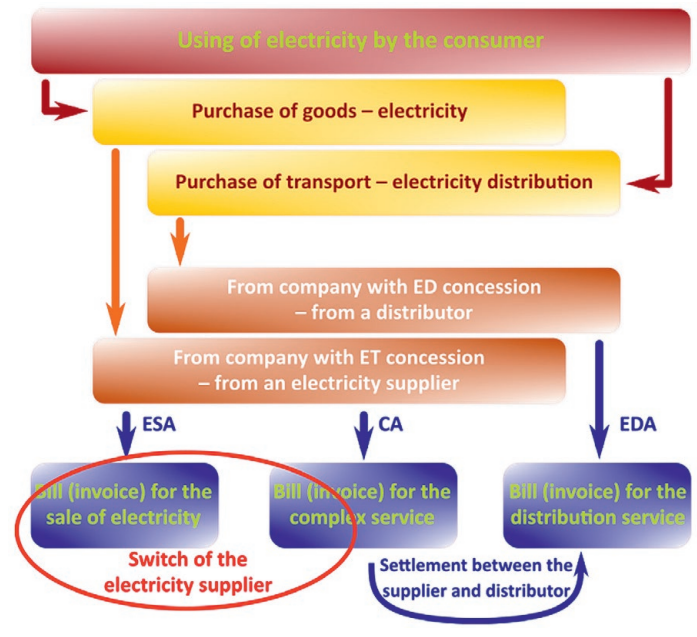 Using of electricity by the consumer
Purchase of goods – electricity
Purchase of transport – electricity distribution
From company with ED concession
– from a distributor
From company with ET concession
– from an electricity supplier
ESA
CA
EDA
Bill (invoice) for the
sale of electricity
Bill (invoice) for the
complex service
Bill (invoice) for the
distribution service
Switch of the
electricity supplier
Settlement between the
supplier and distributor